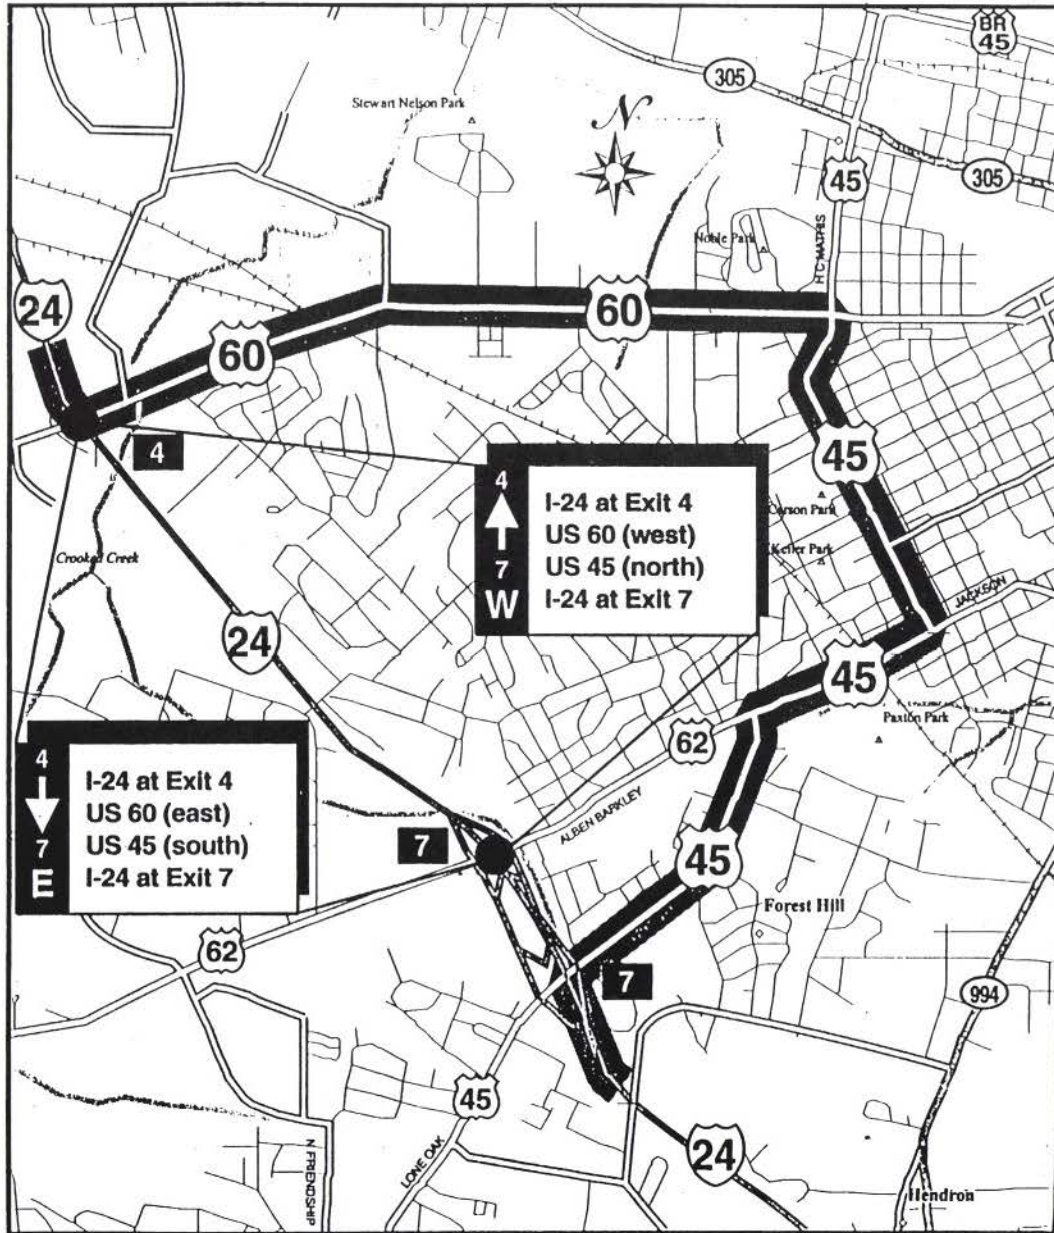 BR
45
305
Stewart Nelson Park
N
45
305
Noble Park
H C MATHIS
24
60
60
45
4
4
7
W
I-24 at Exit 4
US 60 (west)
US 45 (north)
I-24 at Exit 7
Carson Park
Keiler Park
Crooked Creek
JACKSON
24
45
62
Paxton Park
4
7
E
I-24 at Exit 4
US 60 (east)
US 45 (south)
I-24 at Exit 7
ALBEN BARKLEY
7
45
Forest Hill
62
7
994
45
N FRIENDSHIP
LONE OAK
24
Hendron